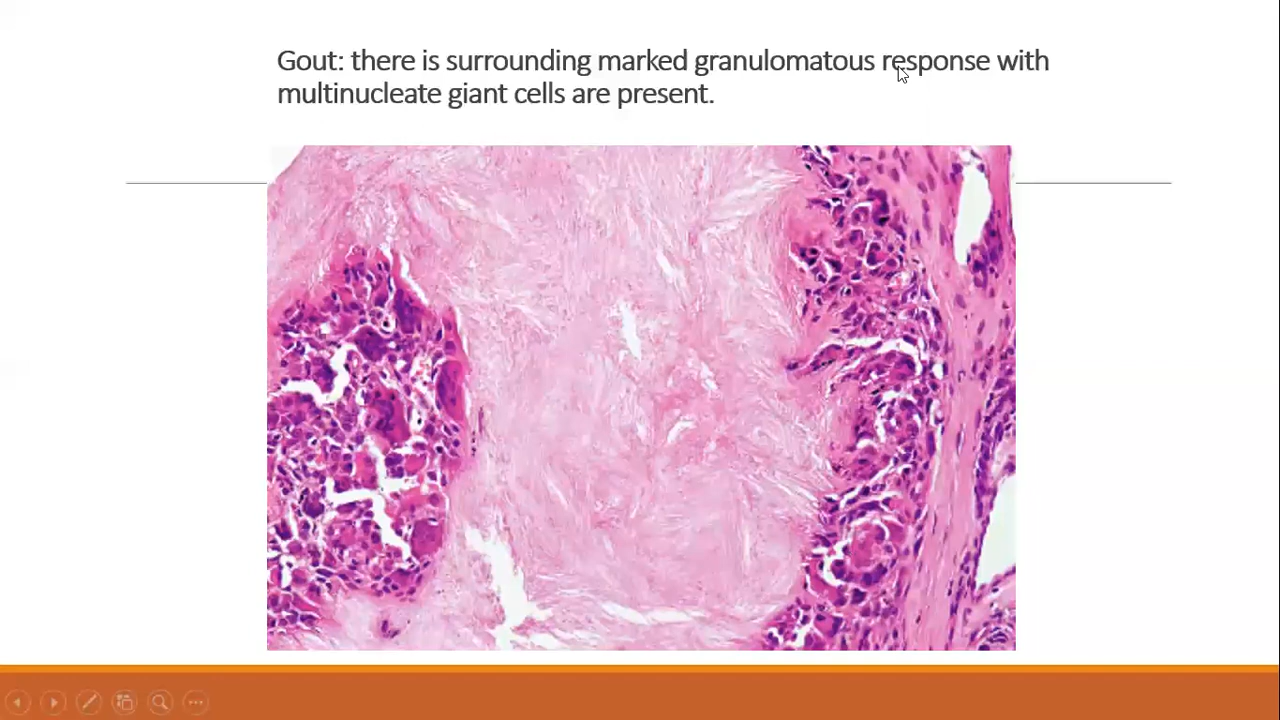 Gout: there is surrounding marked granulomatous response with
multinucleate giant cells are present.